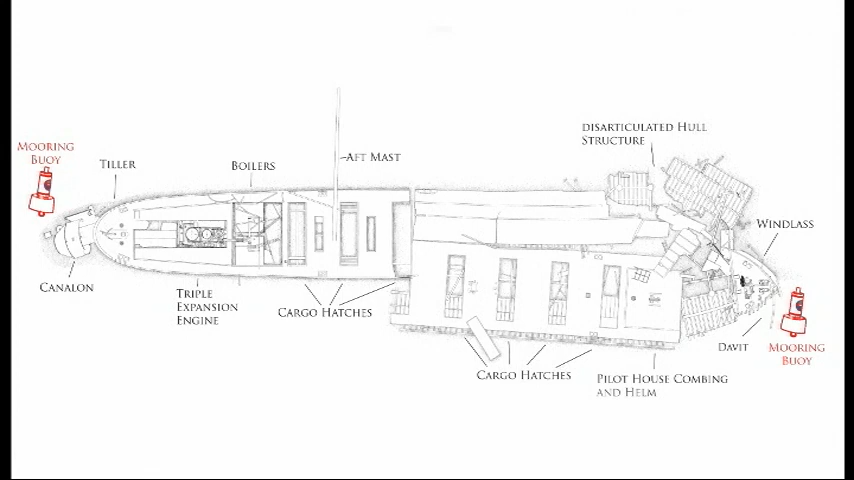 DISARTICULATED HULL
STRUCTURE
MOORING
BUOY
TILLER
BOILERS
AFT MAST
WINDLASS
CANALON
TRIPLE
EXPANSION
ENGINE
CARGO HATCHES
DAVIT
MOORING
BUOY
CARGO HATCHES
PILOT HOUSE COMBING
AND HELM